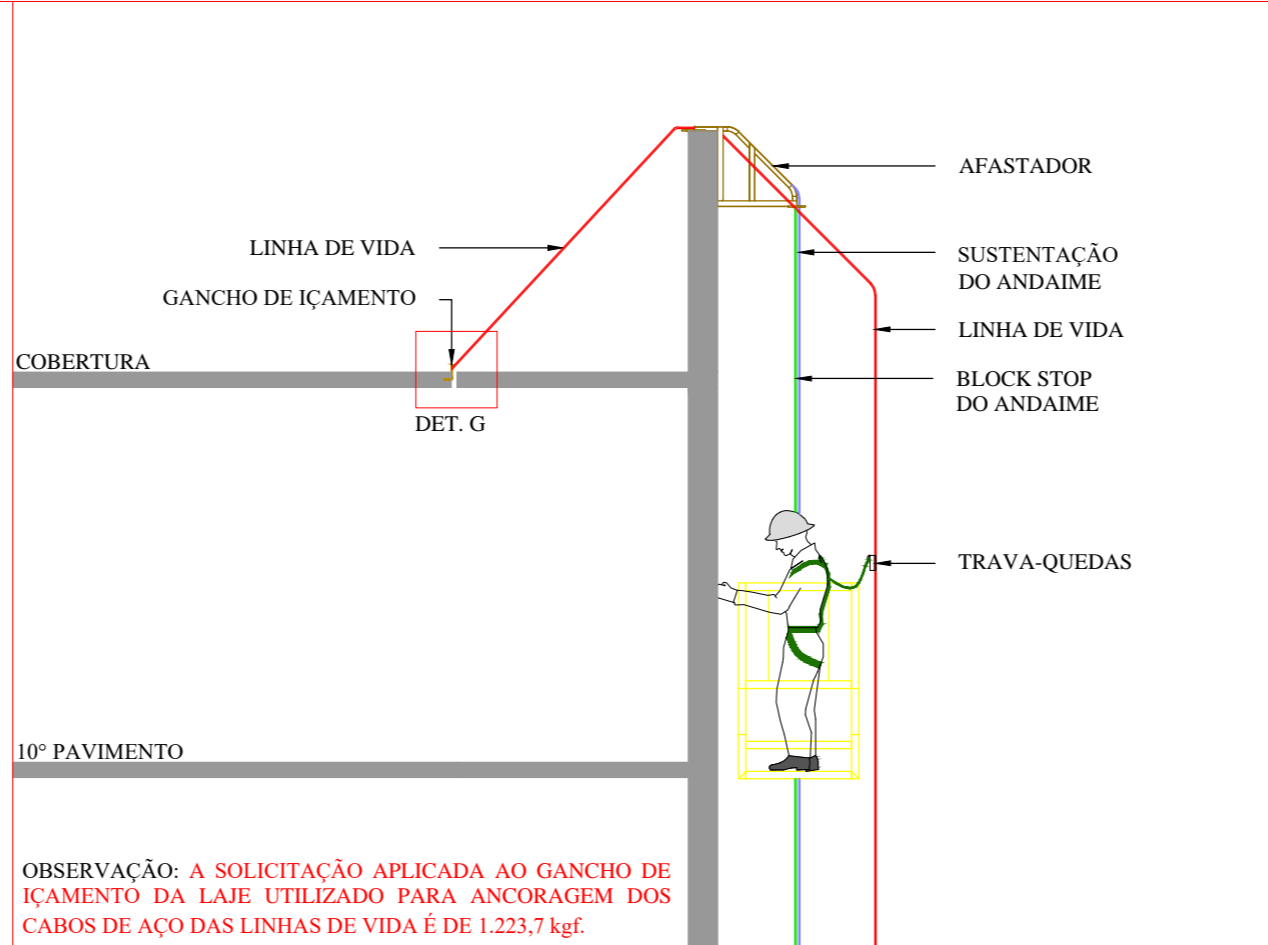 AFASTADOR
LINHA DE VIDA
SUSTENTAÇÃO
DO ANDAIME
GANCHO DE IÇAMENTO
LINHA DE VIDA
COBERTURA
BLOCK STOP
DO ANDAIME
DET. G
TRAVA-QUEDAS
10° PAVIMENTO
OBSERVAÇÃO: A SOLICITAÇÃO APLICADA AO GANCHO DE
IÇAMENTO DA LAJE UTILIZADO PARA ANCORAGEM DOS
CABOS DE AÇO DAS LINHAS DE VIDA É DE 1.223,7 kgf.